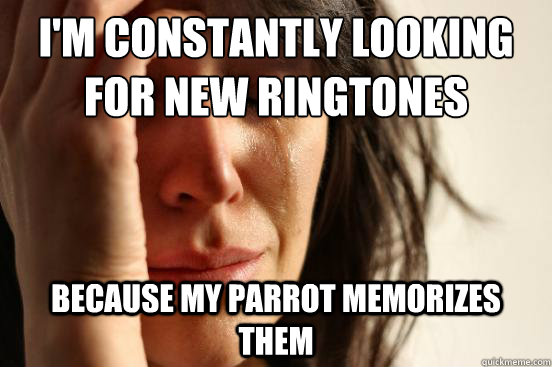 I'M CONSTANTLY LOOKING
FOR NEW RINGTONES
BECAUSE MY PARROT MEMORIZES
THEM
quickmeme.com